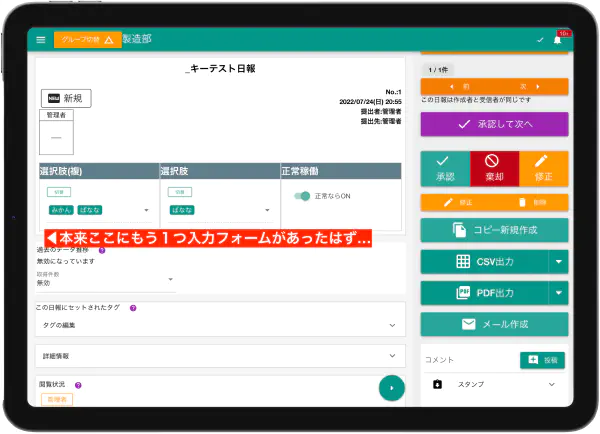 グループ切替
製造部
10+
_キーテスト日報
NEW 新規
No.:1
2022/07/24(日) 20:55
提出者:管理者
提出先:管理者
管理者
—
選択肢(複)
選択肢
正常稼働
切替
みかん
ばなな
切替
ばなな
正常ならON
◀本来ここにもう１つ入力フォームがあったはず...
過去のデータ推移
無効になっています
取得件数
無効
この日報にセットされたタグ
タグの編集
詳細情報
閲覧状況
管理者
1 / 1件
前
次
この日報は作成者と受信者が同じです
承認して次へ
承認
棄却
修正
修正
削除
コピー新規作成
CSV出力
PDF出力
メール作成
コメント
投稿
スタンプ